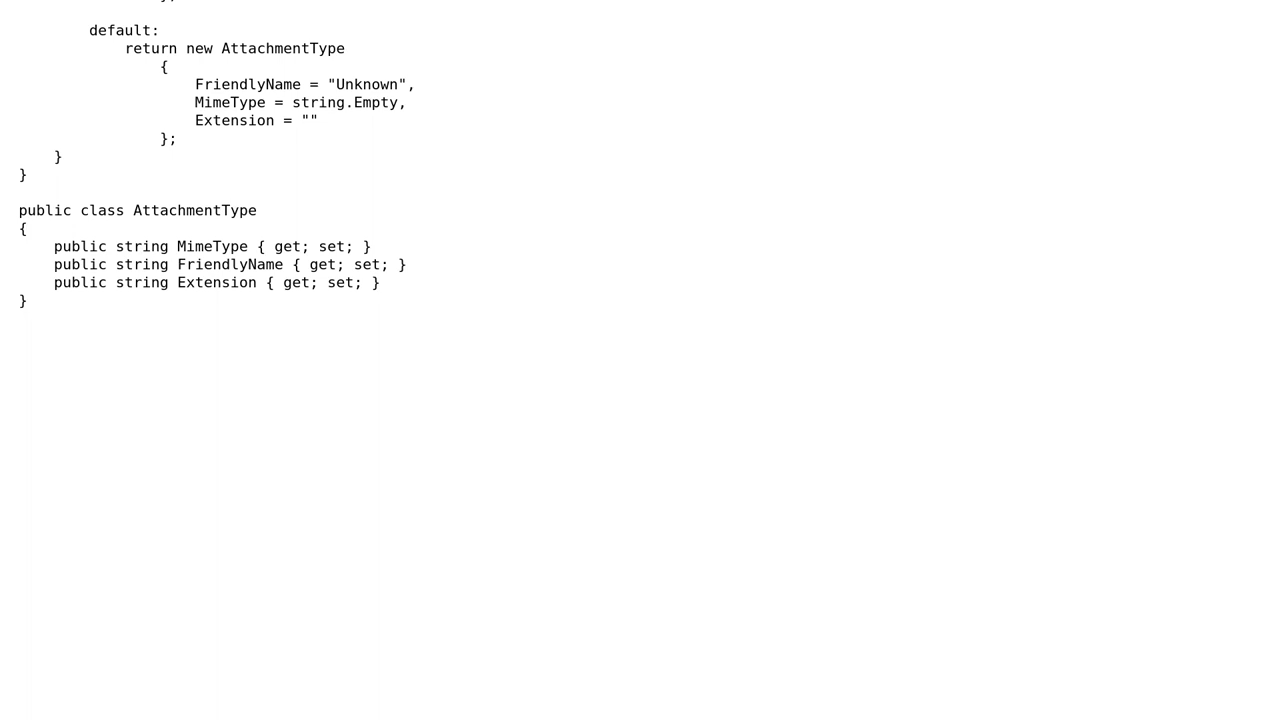 default:
return new AttachmentType
{
FriendlyName = "Unknown",
MimeType = string.Empty,
Extension = ""
};
}
}
public class AttachmentType
{
public string MimeType { get; set; }
public string FriendlyName { get; set; }
public string Extension { get; set; }
}